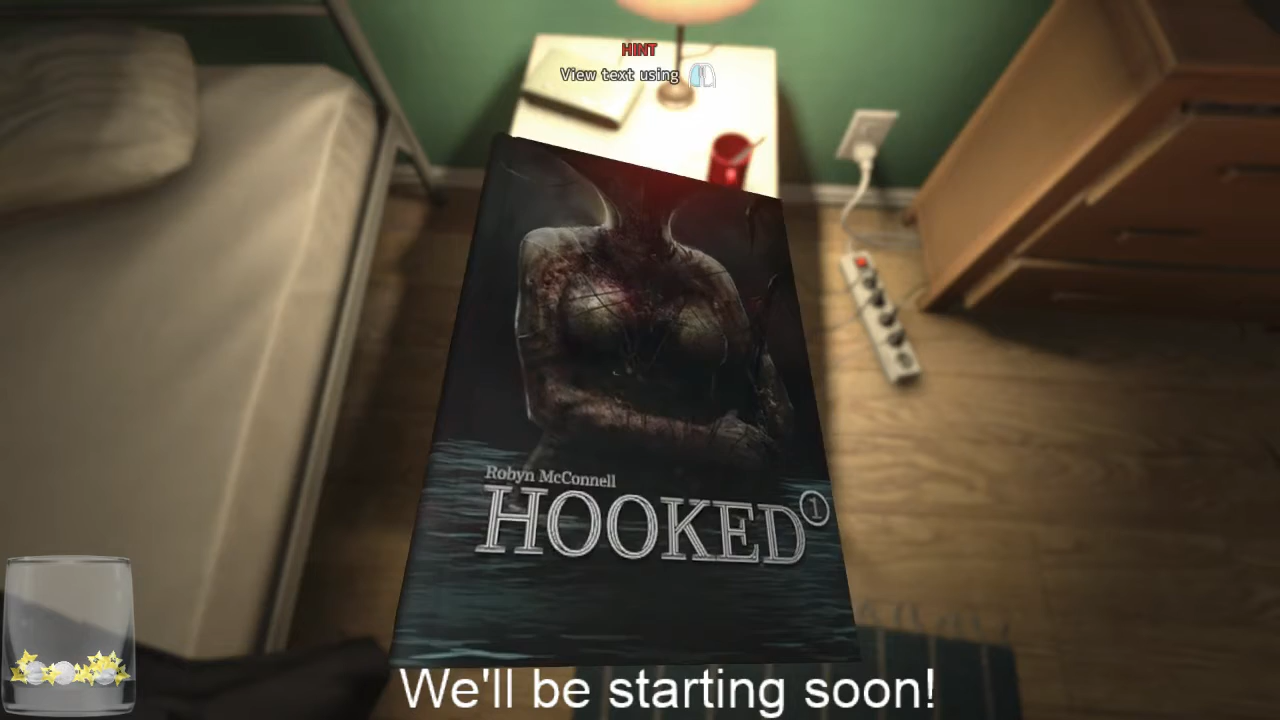 HINT
View text using
Robyn McConnell
HOOKED 1
We'll be starting soon!